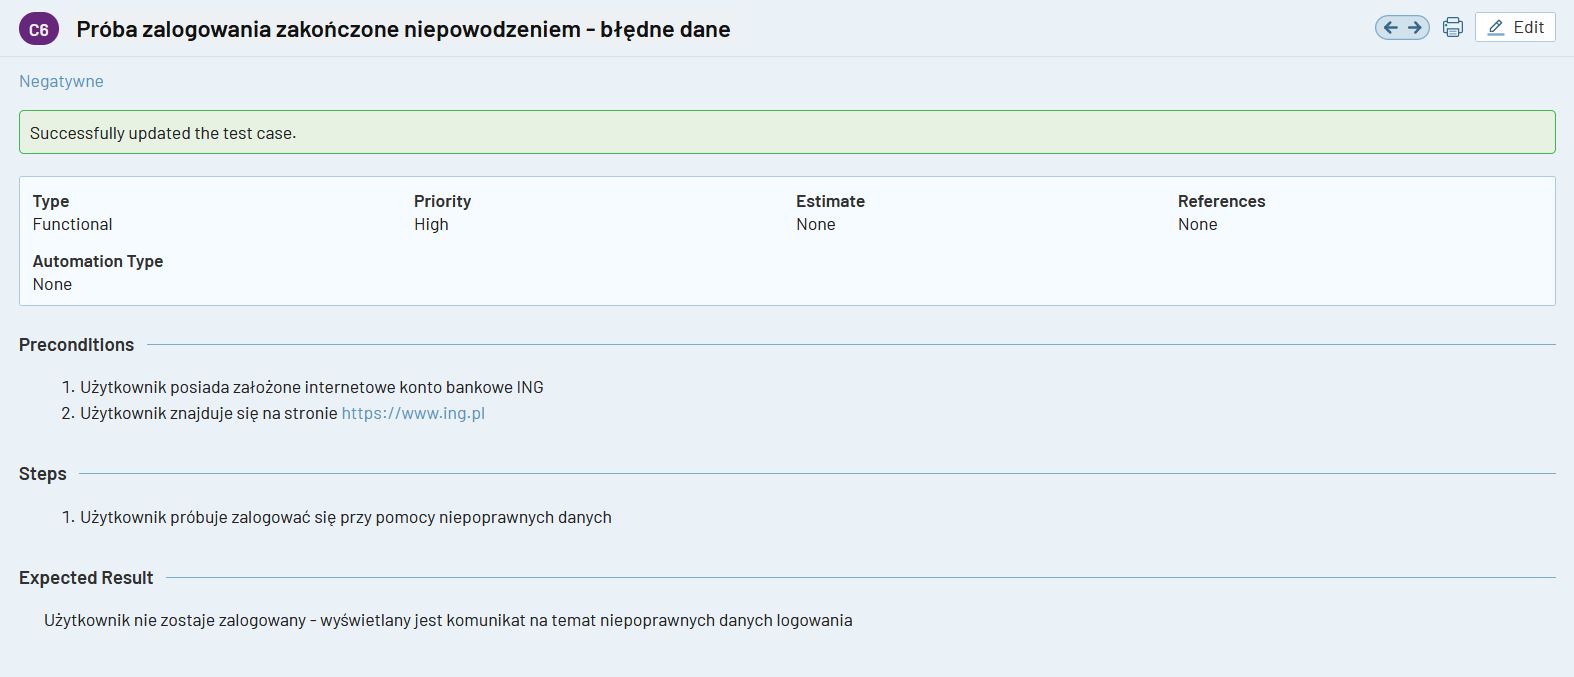 C6 Próba zalogowania zakończone niepowodzeniem - błędne dane
Edit
Negatywne
Successfully updated the test case.
Type Priority Estimate References
Functional High None None
Automation Type
None
Preconditions
1. Użytkownik posiada założone internetowe konto bankowe ING
2. Użytkownik znajduje się na stronie https://www.ing.pl
Steps
1. Użytkownik próbuje zalogować się przy pomocy niepoprawnych danych
Expected Result
Użytkownik nie zostaje zalogowany - wyświetlany jest komunikat na temat niepoprawnych danych logowania